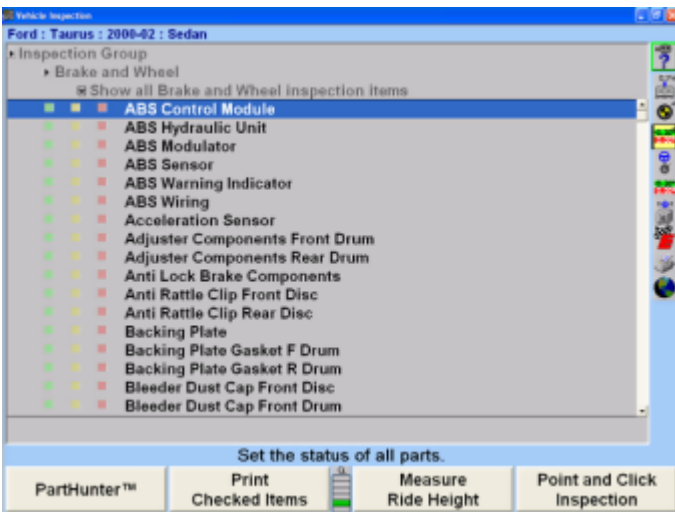 Vehicle Inspection
Ford : Taurus : 2000-02 : Sedan
Inspection Group
Brake and Wheel
Show all Brake and Wheel inspection items
ABS Control Module
ABS Hydraulic Unit
ABS Modulator
ABS Sensor
ABS Warning Indicator
ABS Wiring
Acceleration Sensor
Adjuster Components Front Drum
Adjuster Components Rear Drum
Anti Lock Brake Components
Anti Rattle Clip Front Disc
Anti Rattle Clip Rear Disc
Backing Plate
Backing Plate Gasket F Drum
Backing Plate Gasket R Drum
Bleeder Dust Cap Front Disc
Bleeder Dust Cap Front Drum
Set the status of all parts.
PartHunter™
Print
Checked Items
Measure
Ride Height
Point and Click
Inspection